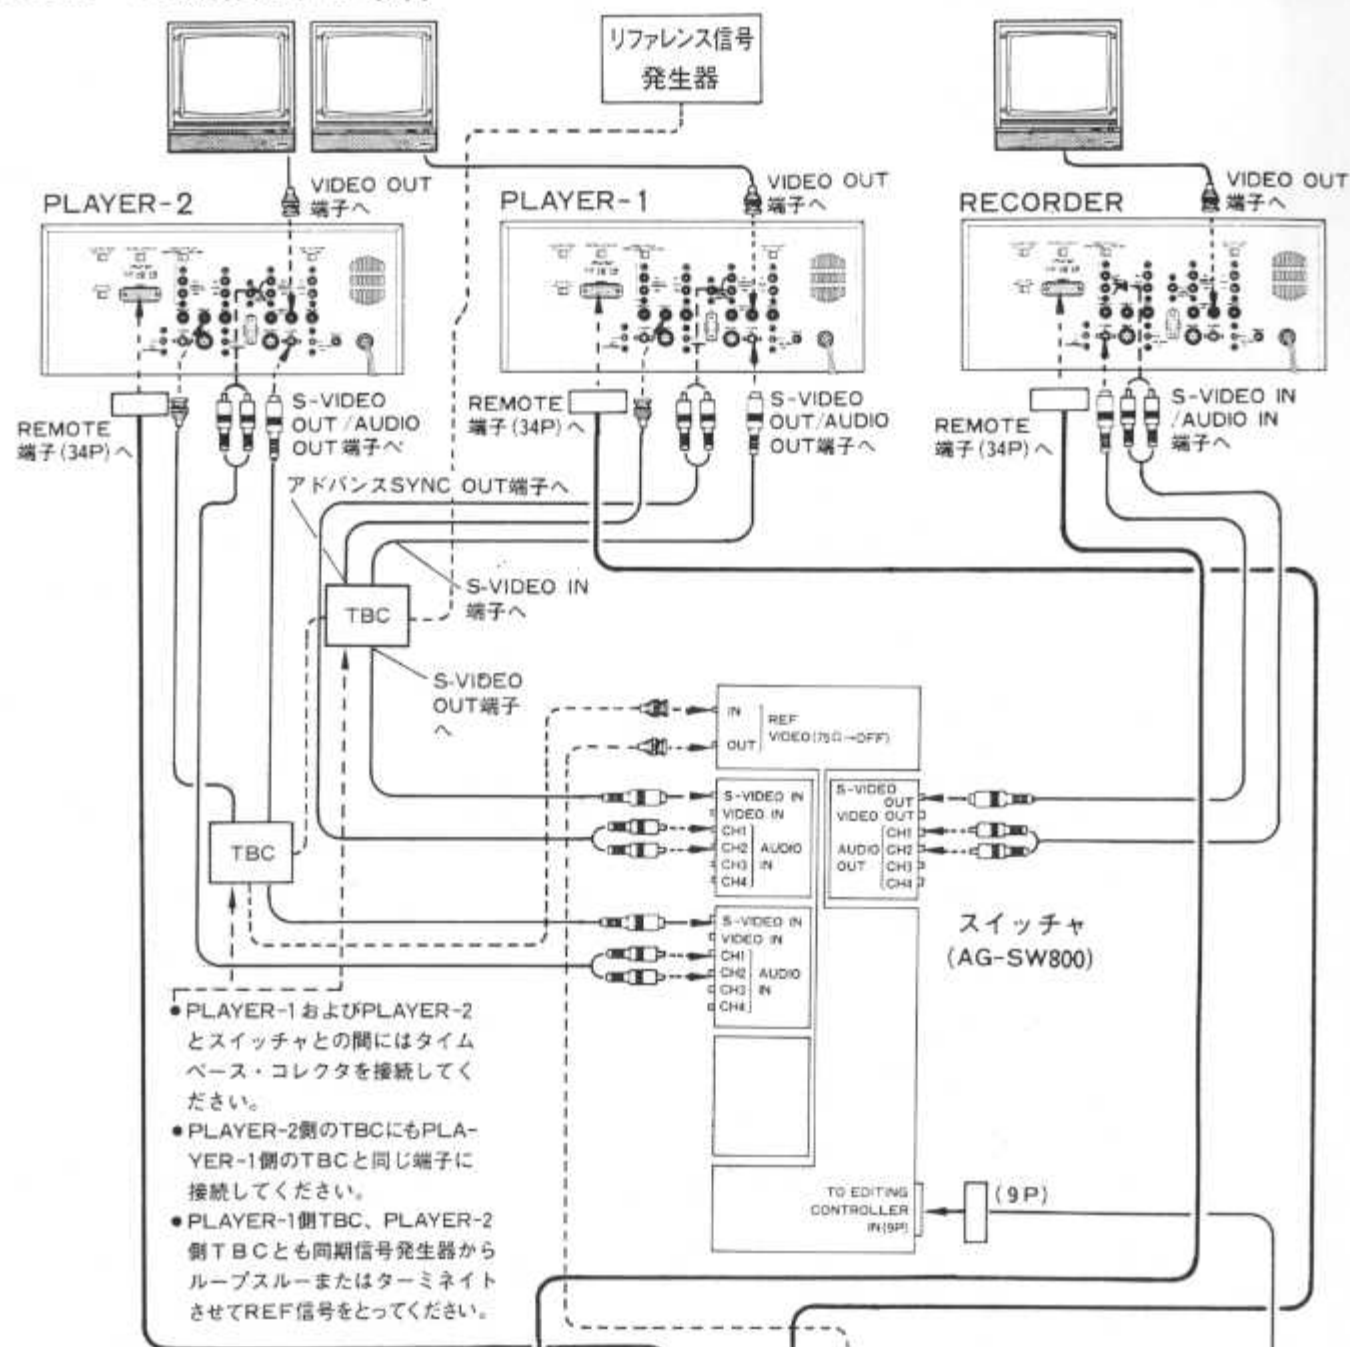 リファレンス信号
発生器
PLAYER-2
VIDEO OUT
端子へ
PLAYER-1
VIDEO OUT
端子へ
RECORDER
VIDEO OUT
端子へ
REMOTE
端子(34P)へ
S-VIDEO
OUT/AUDIO
OUT端子へ
REMOTE
端子(34P)へ
S-VIDEO
OUT/AUDIO
OUT端子へ
REMOTE
端子(34P)へ
S-VIDEO IN
/AUDIO IN
端子へ
アドバンスSYNC OUT端子へ
TBC
S-VIDEO IN
端子へ
S-VIDEO
OUT端子
へ
IN
OUT
REF
VIDEO(75Ω→OFF)
S-VIDEO IN
VIDEO IN
CH1
CH2
CH3
CH4
AUDIO
IN
S-VIDEO
OUT
VIDEO OUT
AUDIO
OUT
CH1
CH2
CH3
CH4
TBC
S-VIDEO IN
VIDEO IN
CH1
CH2
CH3
CH4
AUDIO
IN
スイッチャ
(AG-SW800)
●PLAYER-1およびPLAYER-2
とスイッチャとの間にはタイム
ベース・コレクタを接続してく
ださい。
●PLAYER-2側のTBCにもPLA-
YER-1側のTBCと同じ端子に
接続してください。
●PLAYER-1側TBC、PLAYER-2
側TBCとも同期信号発生器から
ループスルーまたはターミネイト
させてREF信号をとってください。
TO EDITING
CONTROLLER
IN(9P)
(9P)